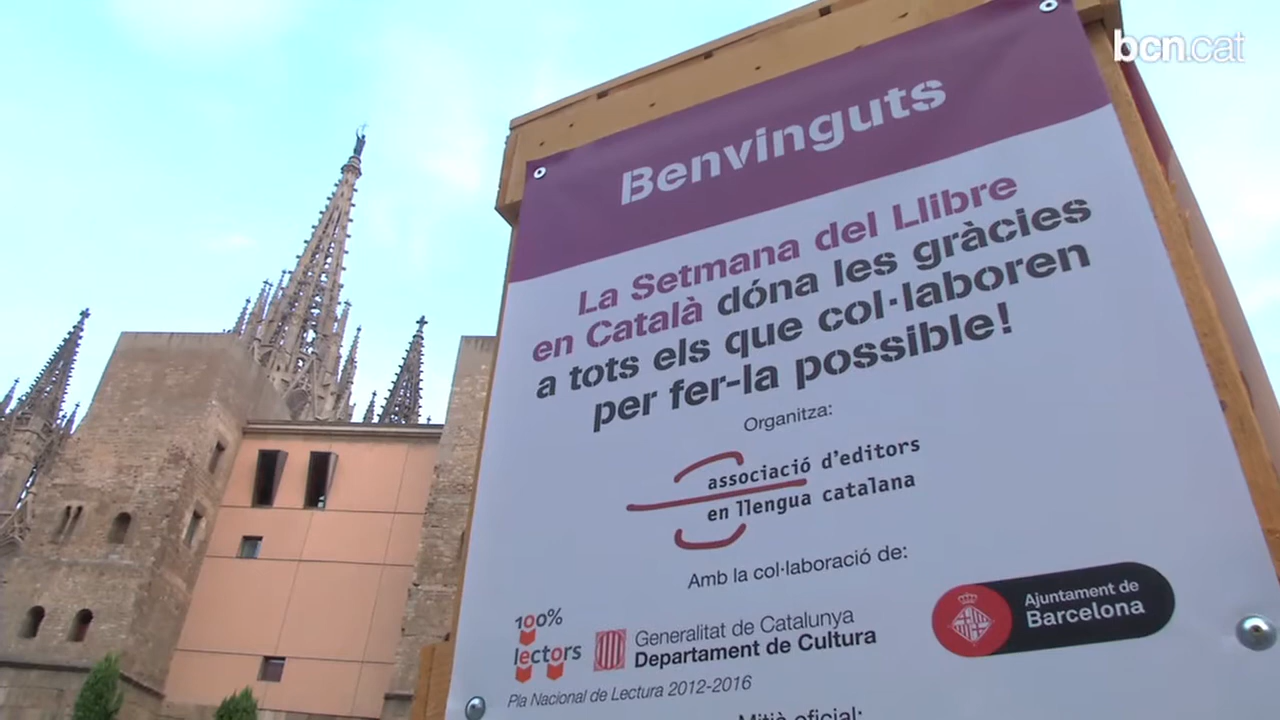 bcn.cat
Benvinguts
La Setmana del Llibre
en Català dóna les gràcies
a tots els que col·laboren
per fer-la possible!
Organitza:
associació d'editors
en llengua catalana
Amb la col·laboració de:
100%
lectors
Pla Nacional de Lectura 2012-2016
Generalitat de Catalunya
Departament de Cultura
Ajuntament de
Barcelona
Mitjà oficial: